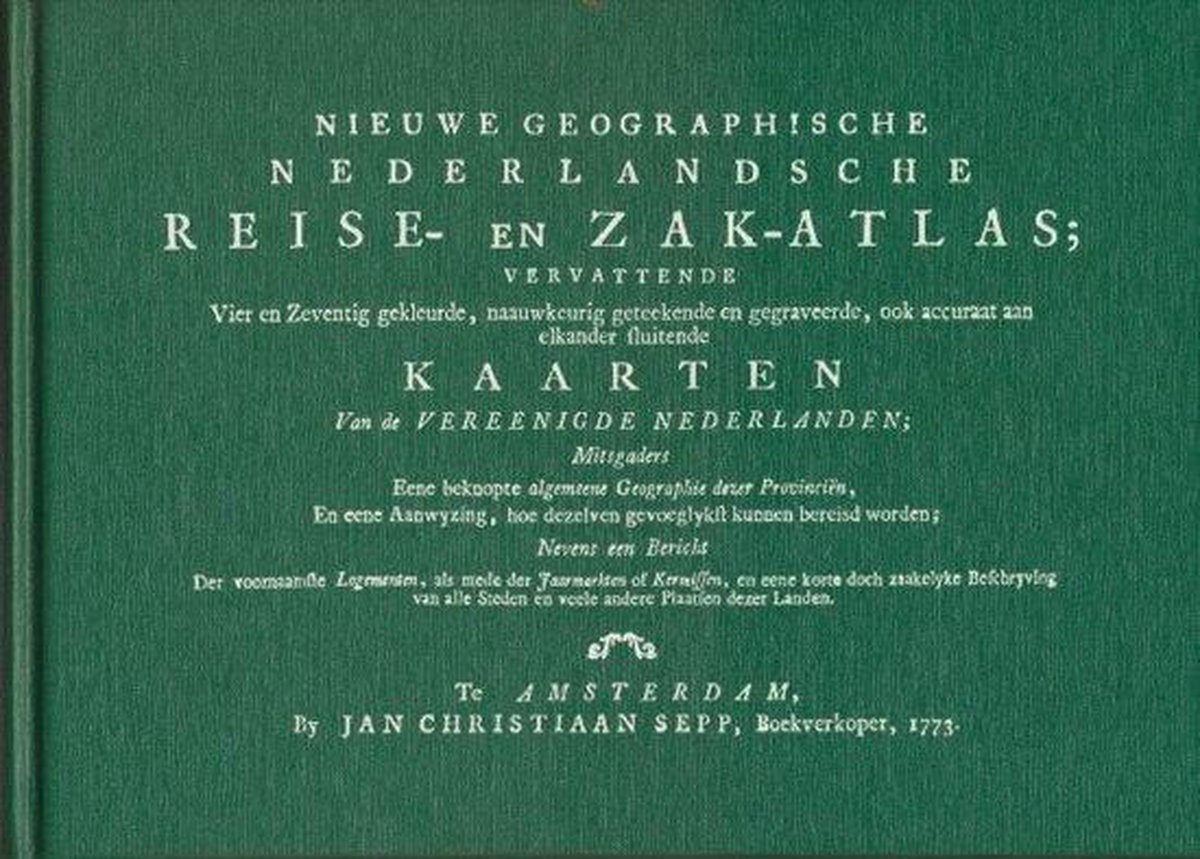 NIEUWE GEOGRAPHISCHE
NEDERLANDSCHE
REISE- EN ZAK-ATLAS;
VERVATTENDE
Vier en Zeventig gekleurde, naauwkeurig geteekende en gegraveerde, ook accuraat aan
elkander ſluitende
KAARTEN
Van de VEREENIGDE NEDERLANDEN;
Mitsgaders
Eene beknopte algemeene Geographie dezer Provinciën,
En eene Aanwyzing, hoe dezelven gevoeglykſt kunnen bereisd worden;
Nevens een Bericht
Der voornaamſte Logementen, als mede der Jaarmarkten of Kermiſſen, en eene korte doch zaakelyke Beſchryving
van alle Steden en veele andere Plaatſen dezer Landen.
Te AMSTERDAM,
By JAN CHRISTIAAN SEPP, Boekverkoper, 1773.